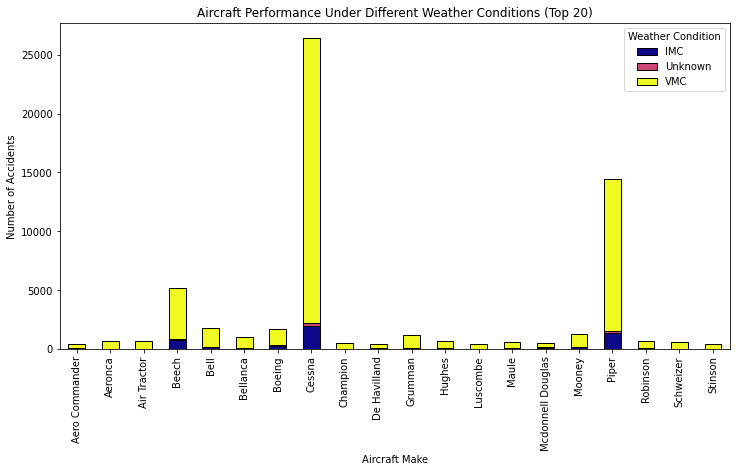 Aircraft Performance Under Different Weather Conditions (Top 20)
Weather Condition
IMC
Unknown
VMC
Number of Accidents
25000
20000
15000
10000
5000
0
Aero Commander
Aeronca
Air Tractor
Beech
Bell
Bellanca
Boeing
Cessna
Champion
De Havilland
Grumman
Hughes
Luscombe
Maule
Mcdonnell Douglas
Mooney
Piper
Robinson
Schweizer
Stinson
Aircraft Make